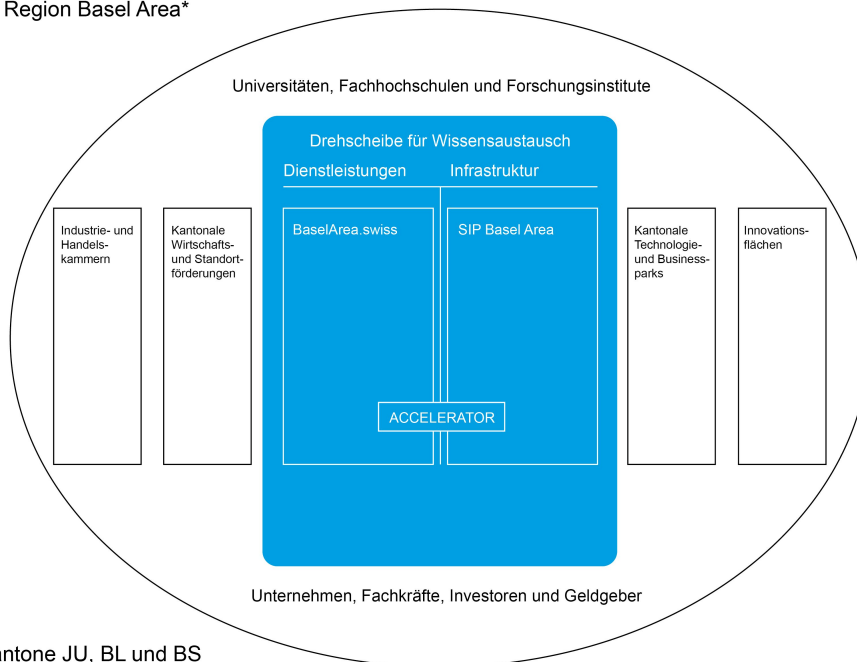 Region Basel Area*
Universitäten, Fachhochschulen und Forschungsinstitute
Drehscheibe für Wissensaustausch
Dienstleistungen
Infrastruktur
Industrie- und
Handels-
kammern
Kantonale
Wirtschafts-
und Standort-
förderungen
BaselArea.swiss
SIP Basel Area
Kantonale
Technologie-
und Business-
parks
Innovations-
flächen
ACCELERATOR
Unternehmen, Fachkräfte, Investoren und Geldgeber
antone JU, BL und BS